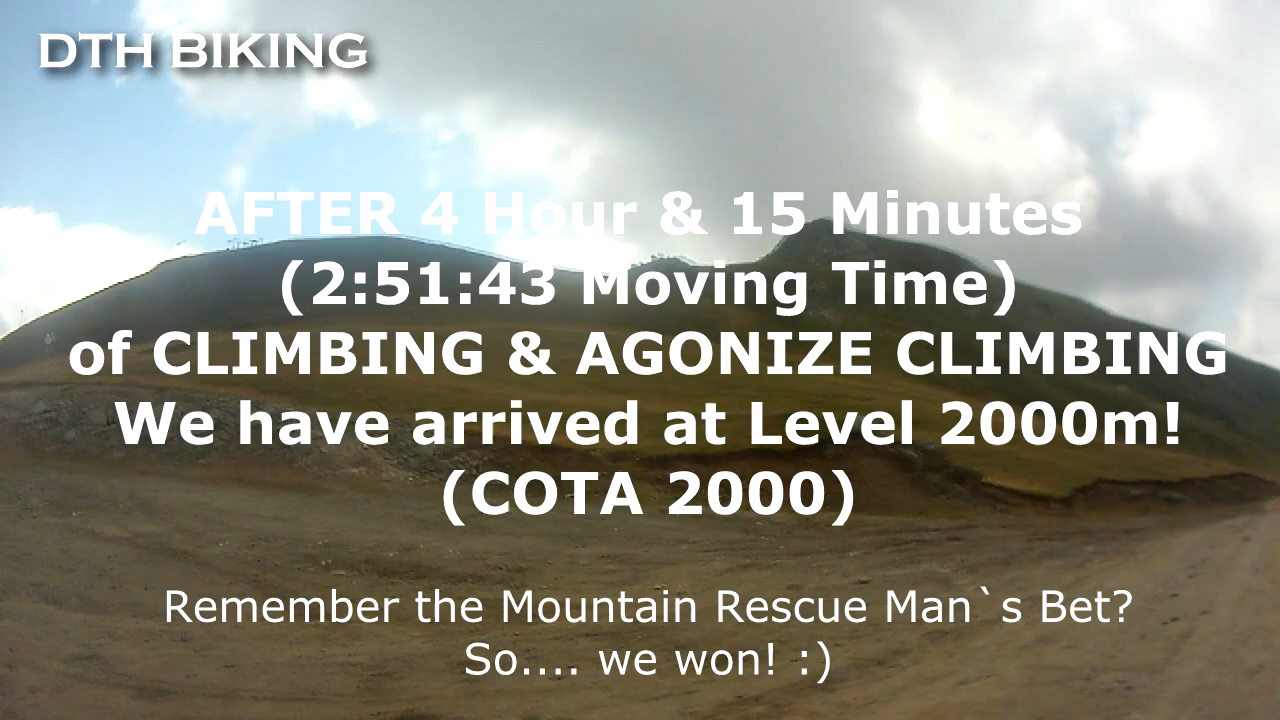 DTH BIKING
AFTER 4 Hour & 15 Minutes
(2:51:43 Moving Time)
of CLIMBING & AGONIZE CLIMBING
We have arrived at Level 2000m!
(COTA 2000)
Remember the Mountain Rescue Man`s Bet?
So.... we won! :)